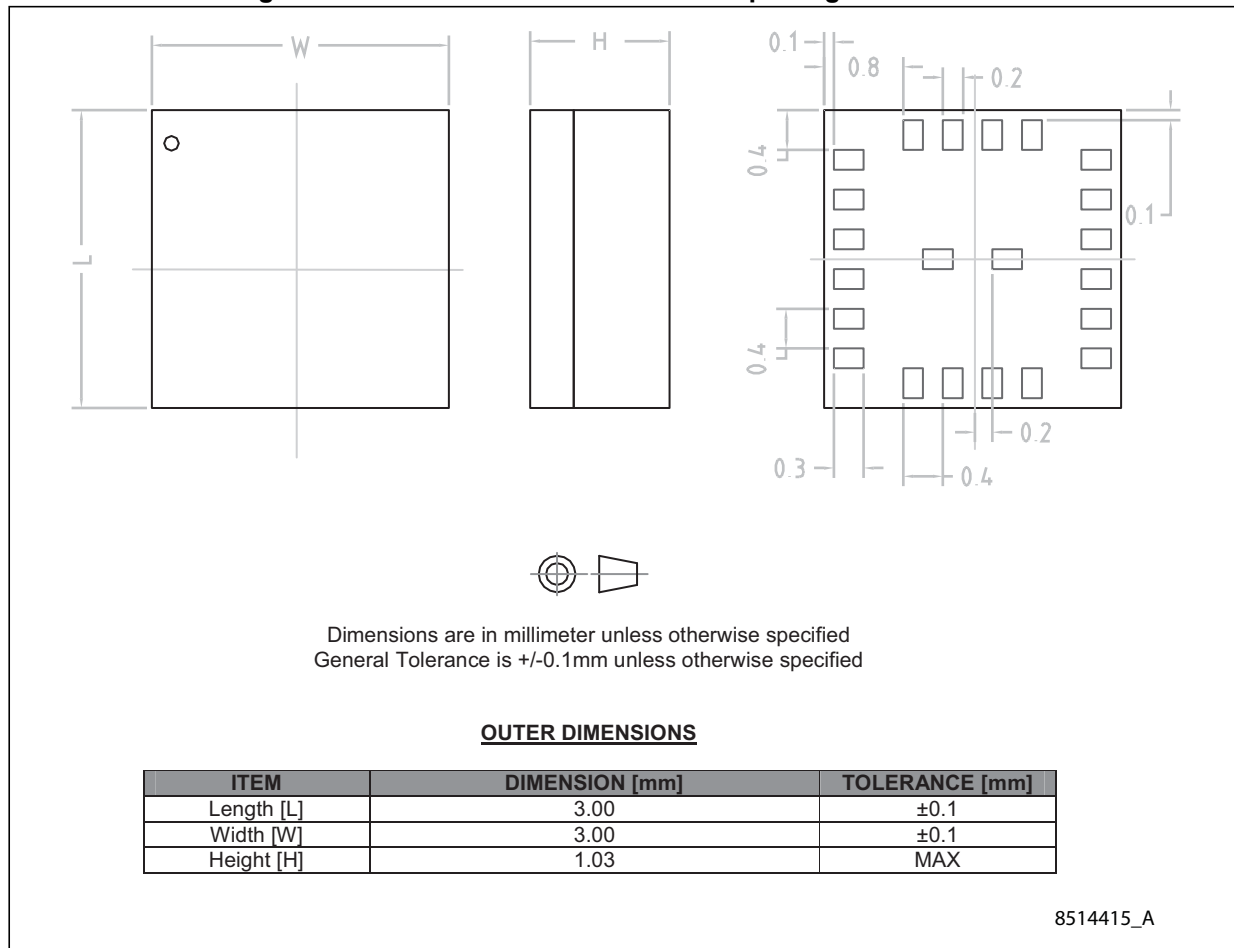 W
H
L
0.1
0.8
0.2
0.4
0.1
0.4
0.2
0.3
0.4
Dimensions are in millimeter unless otherwise specified
General Tolerance is +/-0.1mm unless otherwise specified
OUTER DIMENSIONS
ITEM DIMENSION [mm] TOLERANCE [mm]
Length [L] 3.00 ±0.1
Width [W] 3.00 ±0.1
Height [H] 1.03 MAX
8514415_A